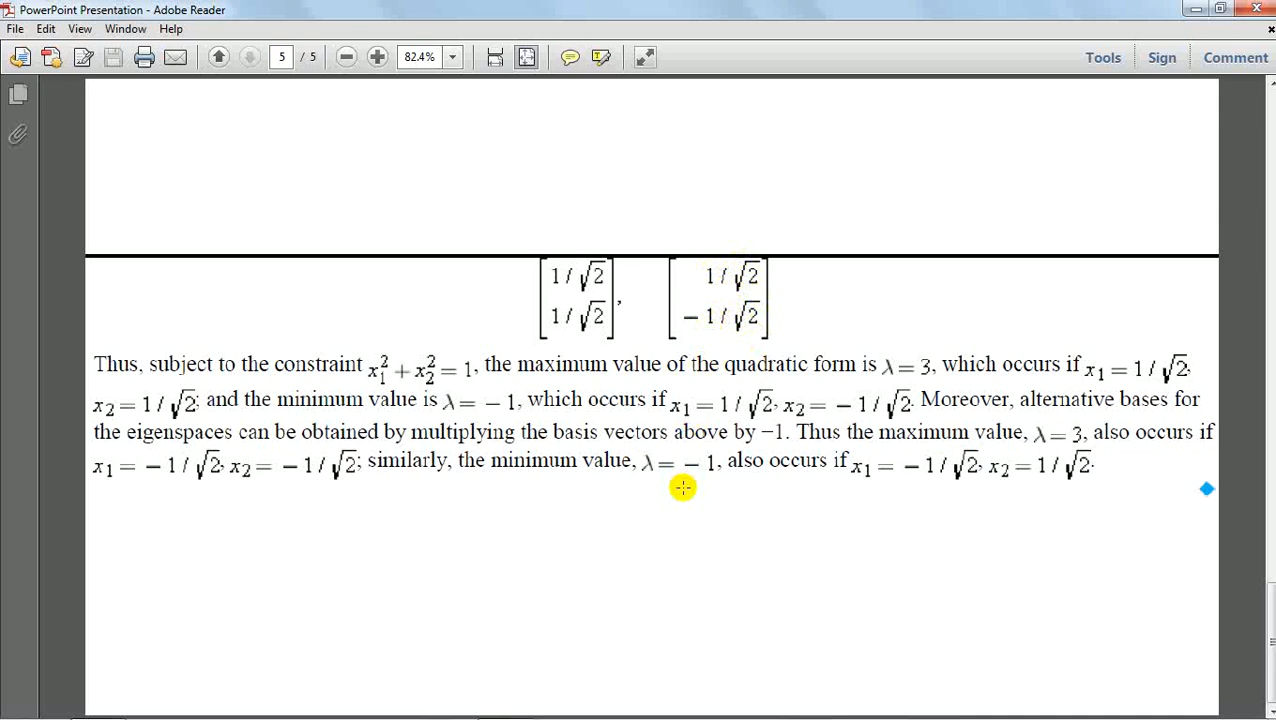 PowerPoint Presentation - Adobe Reader
File Edit View Window Help
5 / 5 82.4% Tools Sign Comment
[1/√2 1/√2], [1/√2 −1/√2]
Thus, subject to the constraint x₁² + x₂² = 1, the maximum value of the quadratic form is λ = 3, which occurs if x₁ = 1/√2,
x₂ = 1/√2; and the minimum value is λ = −1, which occurs if x₁ = 1/√2, x₂ = −1/√2. Moreover, alternative bases for
the eigenspaces can be obtained by multiplying the basis vectors above by −1. Thus the maximum value, λ = 3, also occurs if
x₁ = −1/√2, x₂ = −1/√2; similarly, the minimum value, λ = −1, also occurs if x₁ = −1/√2, x₂ = 1/√2.